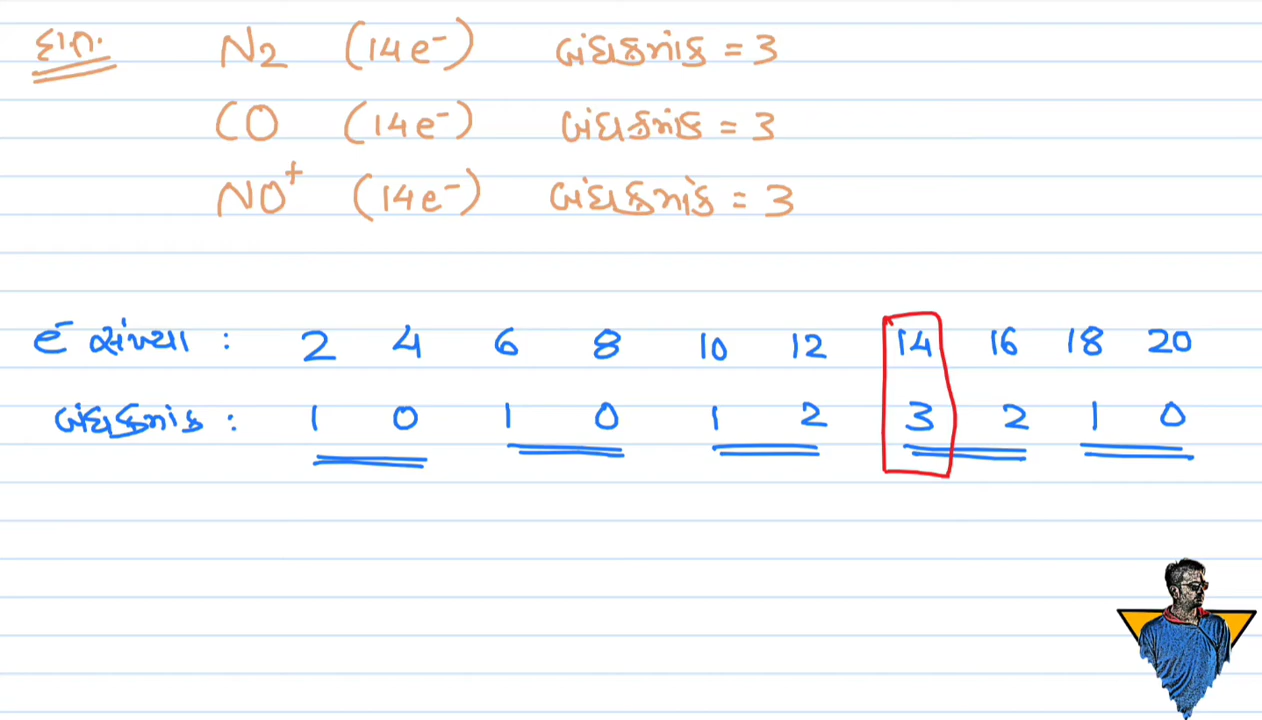 દા.ત. N2 (14e⁻) બંધક્રમાંક = 3
CO (14e⁻) બંધક્રમાંક = 3
NO⁺ (14e⁻) બંધક્રમાંક = 3
e⁻ સંખ્યા : 2 4 6 8 10 12 14 16 18 20
બંધક્રમાંક : 1 0 1 0 1 2 3 2 1 0